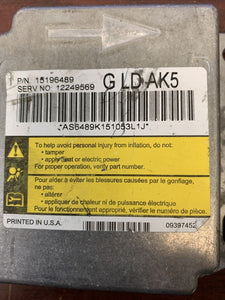 P/N 15196489
SERV NO. 12249569
G LD AK5
*AS6489K151053L1J*
To help avoid personal injury from inflation, do not:
• tamper
• apply heat or electric power
For proper operation, verify part number.
Pour aider à éviter les blessures causées par le gonflage,
ne pas:
• altérer
• appliquer de chaleur ni de puissance électrique
Pour le fonctionnement approprié, vérifier le numéro de pièce.
PRINTED IN U.S.A.
09397452